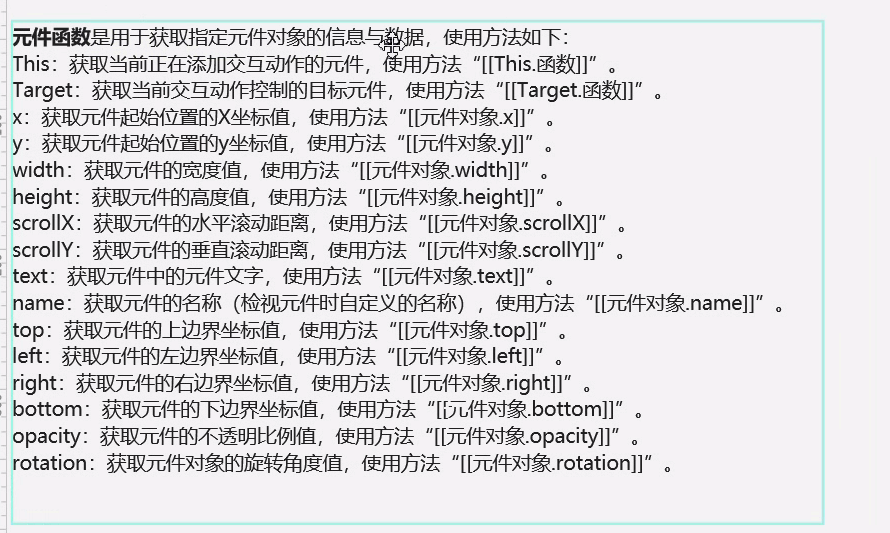 元件函数是用于获取指定元件对象的信息与数据，使用方法如下：
This：获取当前正在添加交互动作的元件，使用方法“[[This.函数]]”。
Target：获取当前交互动作控制的目标元件，使用方法“[[Target.函数]]”。
x：获取元件起始位置的X坐标值，使用方法“[[元件对象.x]]”。
y：获取元件起始位置的y坐标值，使用方法“[[元件对象.y]]”。
width：获取元件的宽度值，使用方法“[[元件对象.width]]”。
height：获取元件的高度值，使用方法“[[元件对象.height]]”。
scrollX：获取元件的水平滚动距离，使用方法“[[元件对象.scrollX]]”。
scrollY：获取元件的垂直滚动距离，使用方法“[[元件对象.scrollY]]”。
text：获取元件中的元件文字，使用方法“[[元件对象.text]]”。
name：获取元件的名称（检视元件时自定义的名称），使用方法“[[元件对象.name]]”。
top：获取元件的上边界坐标值，使用方法“[[元件对象.top]]”。
left：获取元件的左边界坐标值，使用方法“[[元件对象.left]]”。
right：获取元件的右边界坐标值，使用方法“[[元件对象.right]]”。
bottom：获取元件的下边界坐标值，使用方法“[[元件对象.bottom]]”。
opacity：获取元件的不透明比例值，使用方法“[[元件对象.opacity]]”。
rotation：获取元件对象的旋转角度值，使用方法“[[元件对象.rotation]]”。